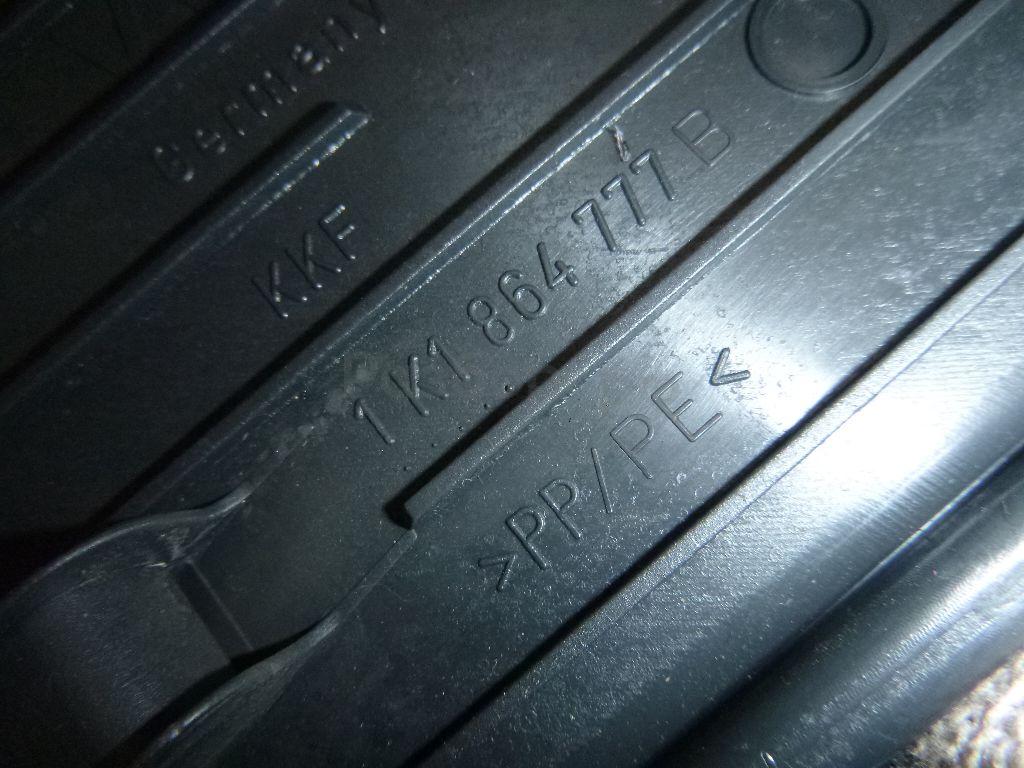 Germany
KKF
1K1 864 777 B
>PP/PE<